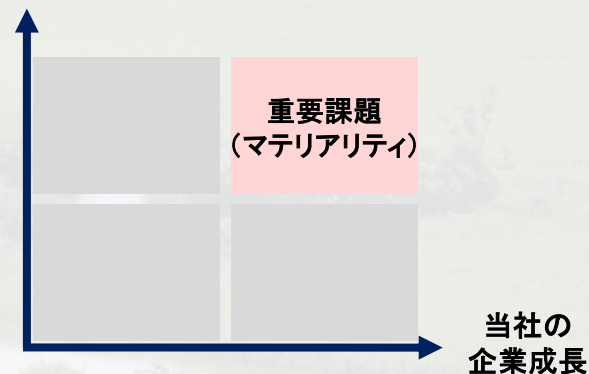 重要課題
（マテリアリティ）
当社の
企業成長